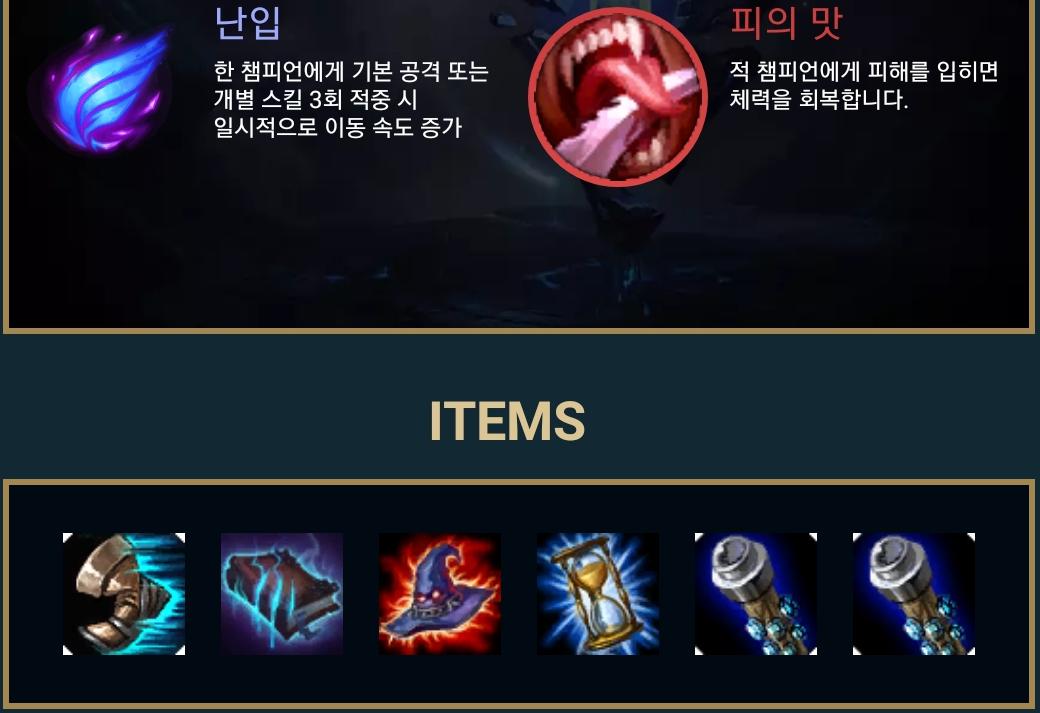 난입
한 챔피언에게 기본 공격 또는
개별 스킬 3회 적중 시
일시적으로 이동 속도 증가
피의 맛
적 챔피언에게 피해를 입히면
체력을 회복합니다.
ITEMS